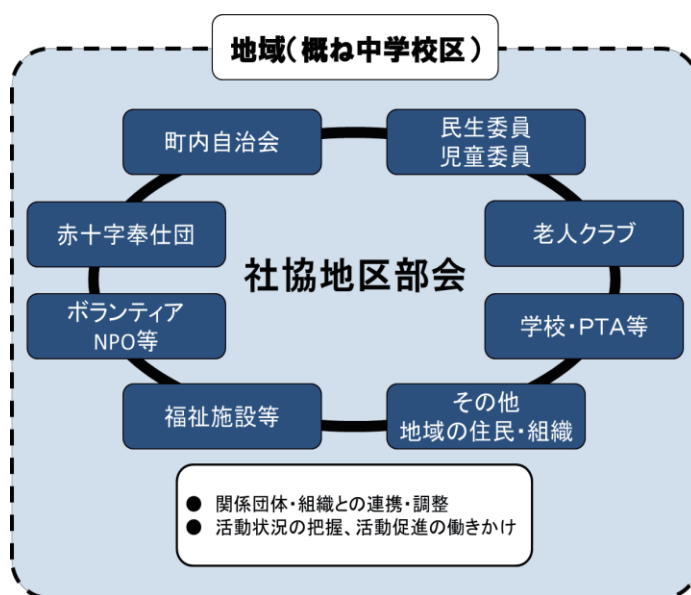 地域(概ね中学校区)
町内自治会
民生委員
児童委員
赤十字奉仕団
老人クラブ
社協地区部会
ボランティア
NPO等
学校・PTA等
福祉施設等
その他
地域の住民・組織
● 関係団体・組織との連携・調整
● 活動状況の把握、活動促進の働きかけ